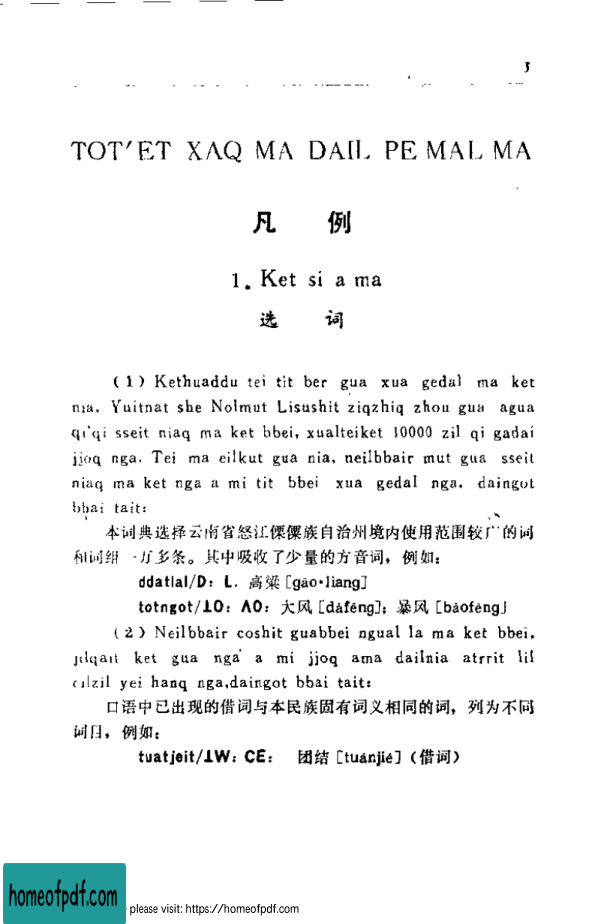 TOT'ET XAQ MA DAIL PE MAL MA
凡 例
1. Ket si a ma
选 词
(1) Kethuaddu tei tit ber gua xua gedal ma ket
nia. Yuitnat she Nolmut Lisushit ziqzhiq zhou gua agua
qi'qi sseit niaq ma ket bbei, xualteiket 10000 zil qi gadai
jjoq nga. Tei ma eilkut gua nia, neilbbair mut gua sseit
niaq ma ket nga a mi tit bbei xua gedal nga. daingot
bbai tait:
本词典选择云南省怒江傈僳族自治州境内使用范围较广的词
和词组一万多条。其中吸收了少量的方音词，例如：
ddatlal/D: L. 高粱 [gāo·liang]
totngot/⊥O: ΛO: 大风 [dàfēng]; 暴风 [bàofēng]
(2) Neilbbair coshit guabbei ngual la ma ket bbei.
ket gua nga a mi jjoq ama dailnia atrrit lil
yei hanq nga,daingot bbai tait:
口语中已出现的借词与本民族固有词义相同的词，列为不同
词目，例如：
tuatjeit/⊥W: CE: 团结 [tuánjié] (借词)
homeofpdf.com
please visit: https://homeofpdf.com